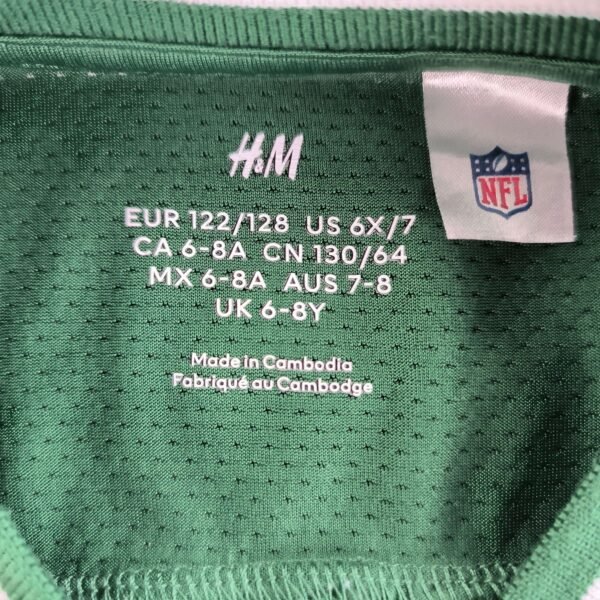 H&M
NFL
EUR 122/128 US 6X/7
CA 6-8A CN 130/64
MX 6-8A AUS 7-8
UK 6-8Y
Made in Cambodia
Fabriqué au Cambodge